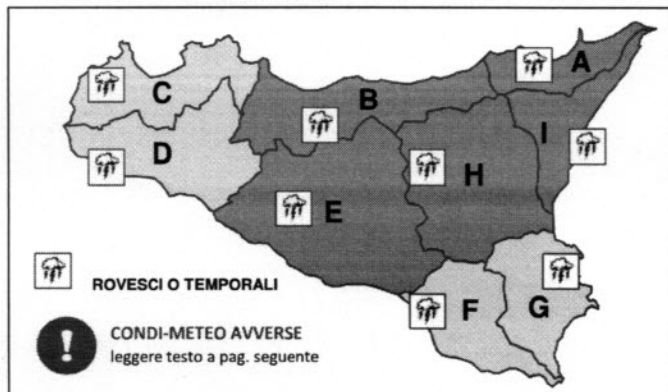 A
C
B
I
D
H
E
ROVESCI O TEMPORALI
F
G
CONDI-METEO AVVERSE
leggere testo a pag. seguente